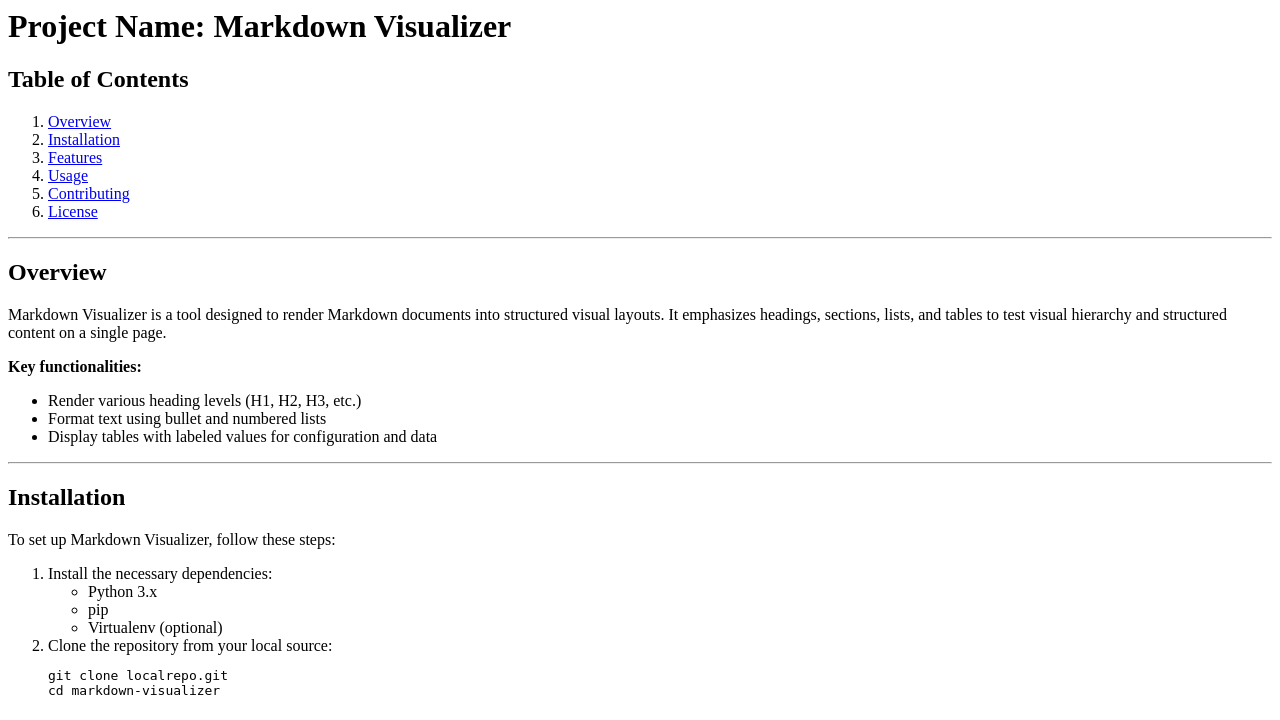 Project Name: Markdown Visualizer
Table of Contents
1. Overview
2. Installation
3. Features
4. Usage
5. Contributing
6. License
Overview
Markdown Visualizer is a tool designed to render Markdown documents into structured visual layouts. It emphasizes headings, sections, lists, and tables to test visual hierarchy and structured
content on a single page.
Key functionalities:
• Render various heading levels (H1, H2, H3, etc.)
• Format text using bullet and numbered lists
• Display tables with labeled values for configuration and data
Installation
To set up Markdown Visualizer, follow these steps:
1. Install the necessary dependencies:
◦ Python 3.x
◦ pip
◦ Virtualenv (optional)
2. Clone the repository from your local source:
git clone localrepo.git
cd markdown-visualizer